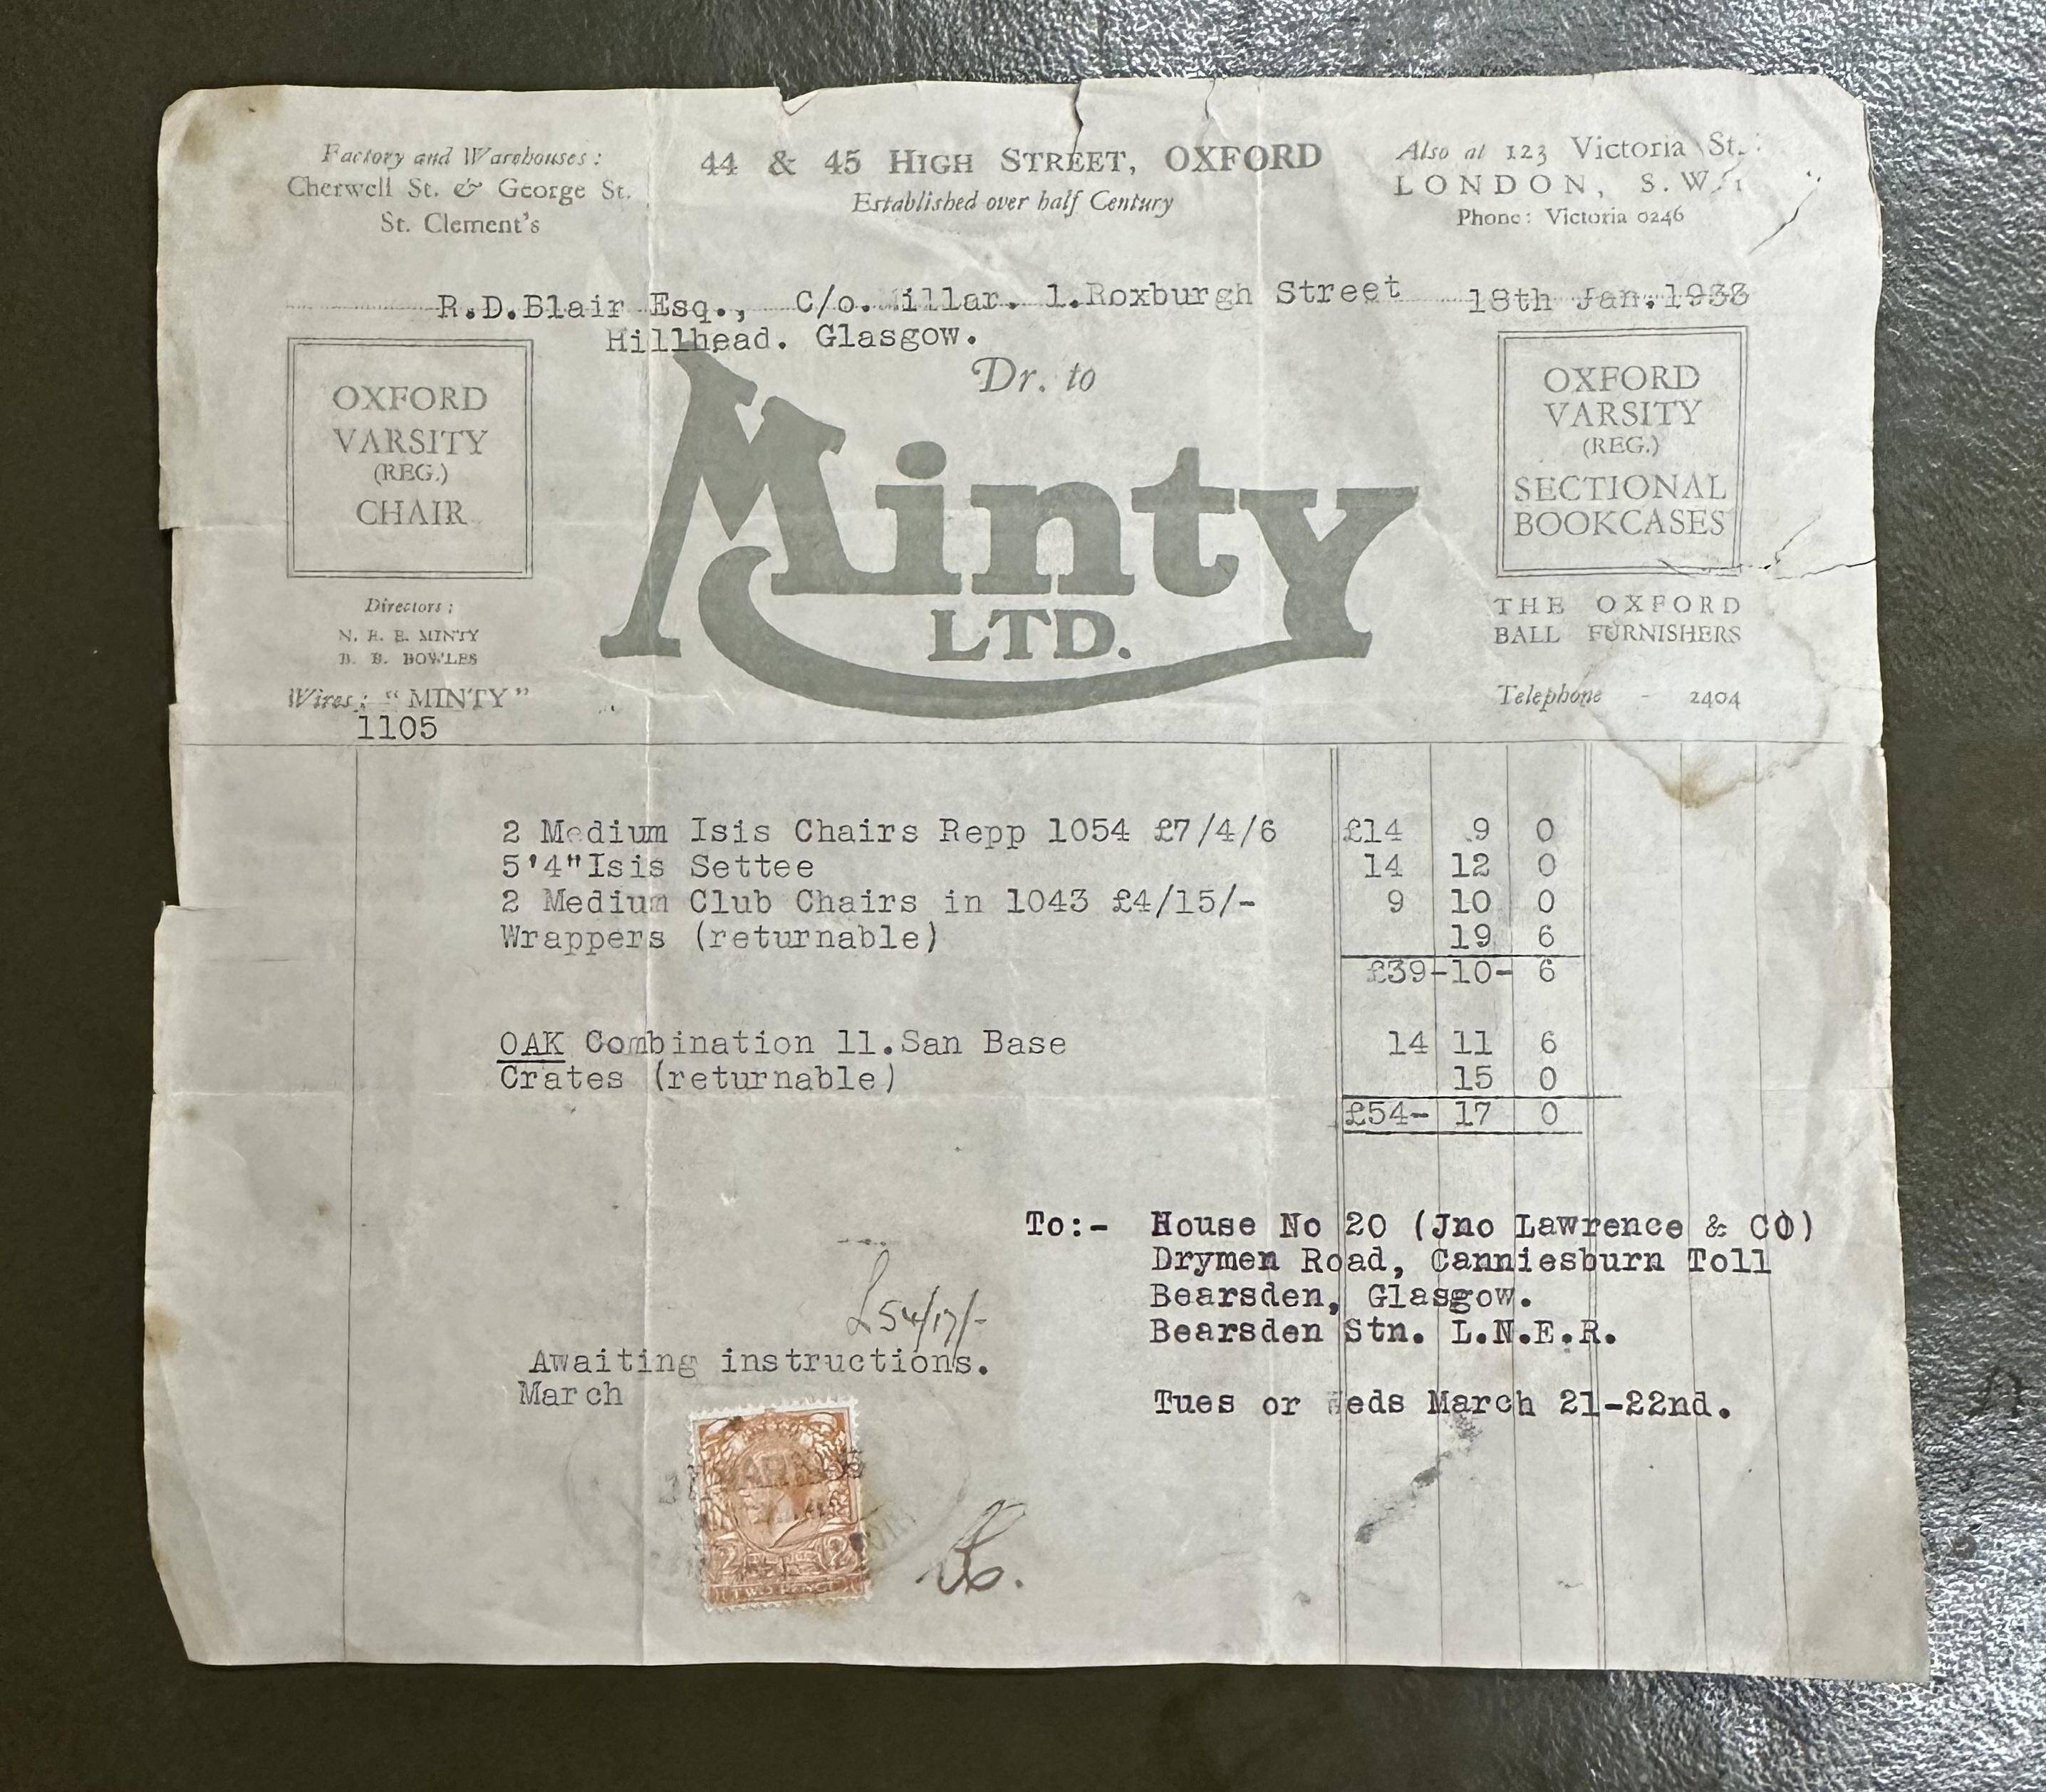 Factory and Warehouses :
Cherwell St. & George St.
St. Clement's
44 & 45 HIGH STREET, OXFORD
Established over half Century
Also at 123 Victoria St.
LONDON, S.W.1
Phone: Victoria 0246
R.D.Blair Esq., C/o. Millar. 1.Roxburgh Street
Hillhead. Glasgow.
18th Jan.1933
Dr. to
OXFORD
VARSITY
(REG.)
CHAIR
Minty
LTD.
OXFORD
VARSITY
(REG.)
SECTIONAL
BOOKCASES
Directors :
N. E. E. MINTY
B. B. BOWLES
Wires: "MINTY"
1105
THE OXFORD
BALL FURNISHERS
Telephone - 2404
2 Medium Isis Chairs Repp 1054 £7/4/6 £14 9 0
5'4"Isis Settee 14 12 0
2 Medium Club Chairs in 1043 £4/15/- 9 10 0
Wrappers (returnable) 19 6
£39-10- 6
OAK Combination 11.San Base 14 11 6
Crates (returnable) 15 0
£54- 17 0
To:- House No 20 (Jno Lawrence & CO)
Drymen Road, Canniesburn Toll
Bearsden, Glasgow.
Bearsden Stn. L.N.E.R.
Tues or Weds March 21-22nd.
£54/17/-
Awaiting instructions.
March
2 2
TWO PENCE